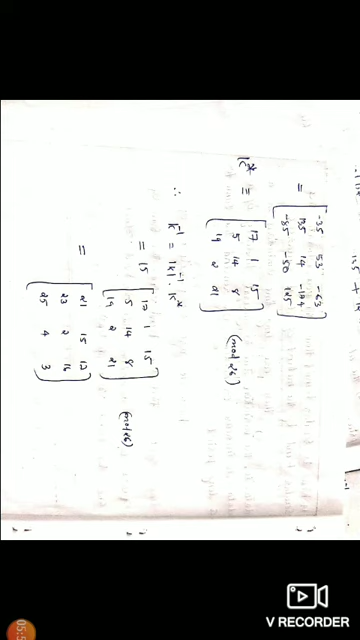 = -35 53 -63
135 14 -174
-85 -50 125
K* = 17 1 15
5 14 8
19 2 21 (mod 26)
∴ K⁻¹ = |K|⁻¹ . K*
= 15 17 1 15
5 14 8
19 2 21 (mod 26)
= 21 15 17
23 2 16
25 4 3
V RECORDER